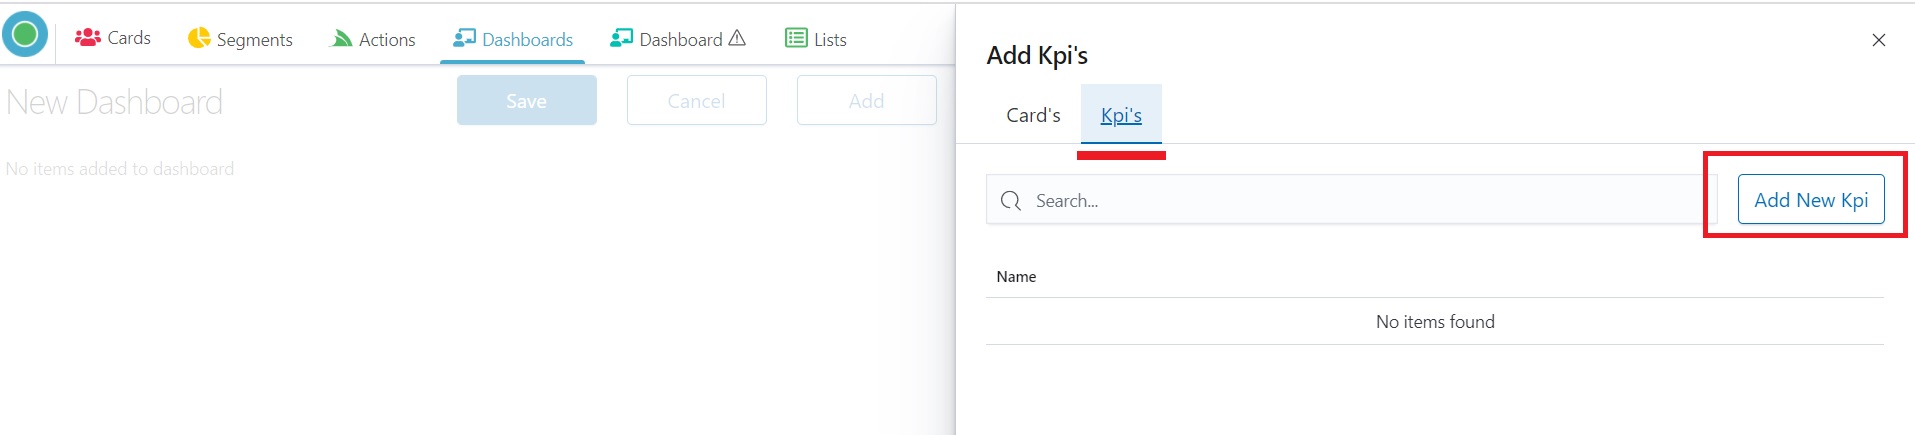 Cards Segments Actions Dashboards Dashboard Lists
New Dashboard Save Cancel Add
No items added to dashboard
Add Kpi's
Card's Kpi's
Search... Add New Kpi
Name
No items found